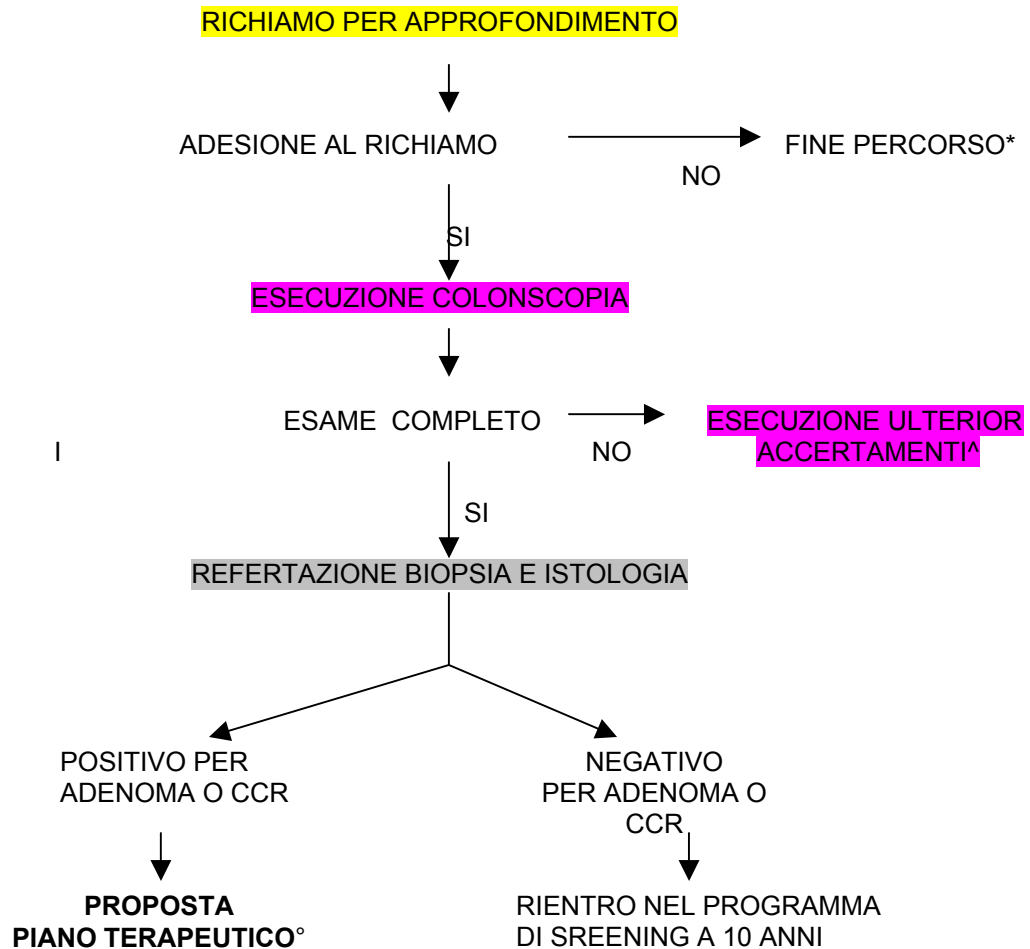 RICHIAMO PER APPROFONDIMENTO
ADESIONE AL RICHIAMO
FINE PERCORSO*
NO
SI
ESECUZIONE COLONSCOPIA
ESAME COMPLETO
NO
ESECUZIONE ULTERIOR
ACCERTAMENTI^
I
SI
REFERTAZIONE BIOPSIA E ISTOLOGIA
POSITIVO PER
ADENOMA O CCR
NEGATIVO
PER ADENOMA O
CCR
PROPOSTA
PIANO TERAPEUTICO°
RIENTRO NEL PROGRAMMA
DI SREENING A 10 ANNI